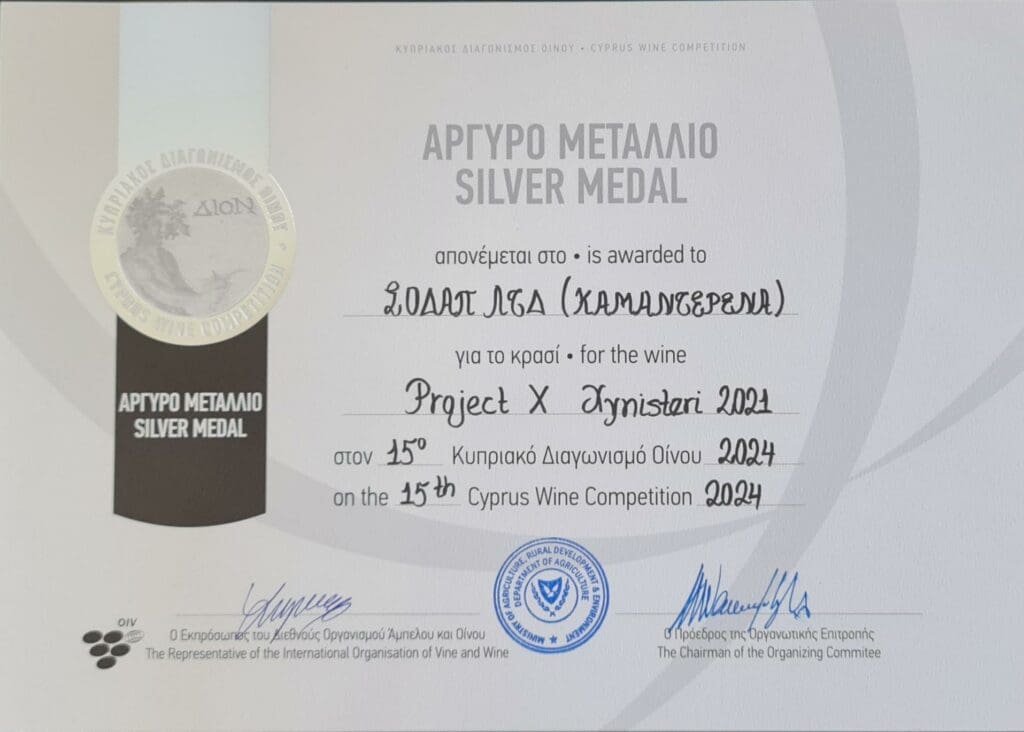 ΚΥΠΡΙΑΚΟΣ ΔΙΑΓΩΝΙΣΜΟΣ ΟΙΝΟΥ • CYPRUS WINE COMPETITION
ΑΡΓΥΡΟ ΜΕΤΑΛΛΙΟ
SILVER MEDAL
απονέμεται στο • is awarded to
ΣΟΔΑΠ ΛΤΔ (ΚΑΜΑΝΤΕΡΕΝΑ)
για το κρασί • for the wine
Project X Xynisteri 2021
στον 15ο Κυπριακό Διαγωνισμό Οίνου 2024
on the 15th Cyprus Wine Competition 2024
ΚΥΠΡΙΑΚΟΣ ΔΙΑΓΩΝΙΣΜΟΣ ΟΙΝΟΥ •
CYPRUS WINE COMPETITION
ΔΙΟΝ
ΑΡΓΥΡΟ ΜΕΤΑΛΛΙΟ
SILVER MEDAL
MINISTRY OF AGRICULTURE, RURAL DEVELOPMENT & ENVIRONMENT
DEPARTMENT OF AGRICULTURE
OIV
Ο Εκπρόσωπος του Διεθνούς Οργανισμού Άμπελου και Οίνου
The Representative of the International Organisation of Vine and Wine
Ο Πρόεδρος της Οργανωτικής Επιτροπής
The Chairman of the Organizing Commitee